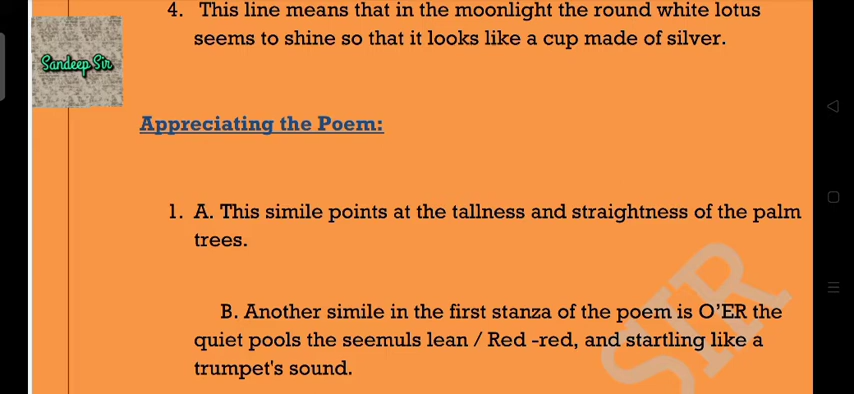 4. This line means that in the moonlight the round white lotus
seems to shine so that it looks like a cup made of silver.
Sandeep Sir
Appreciating the Poem:
1. A. This simile points at the tallness and straightness of the palm
trees.
B. Another simile in the first stanza of the poem is O'ER the
quiet pools the seemuls lean / Red -red, and startling like a
trumpet's sound.
SIR